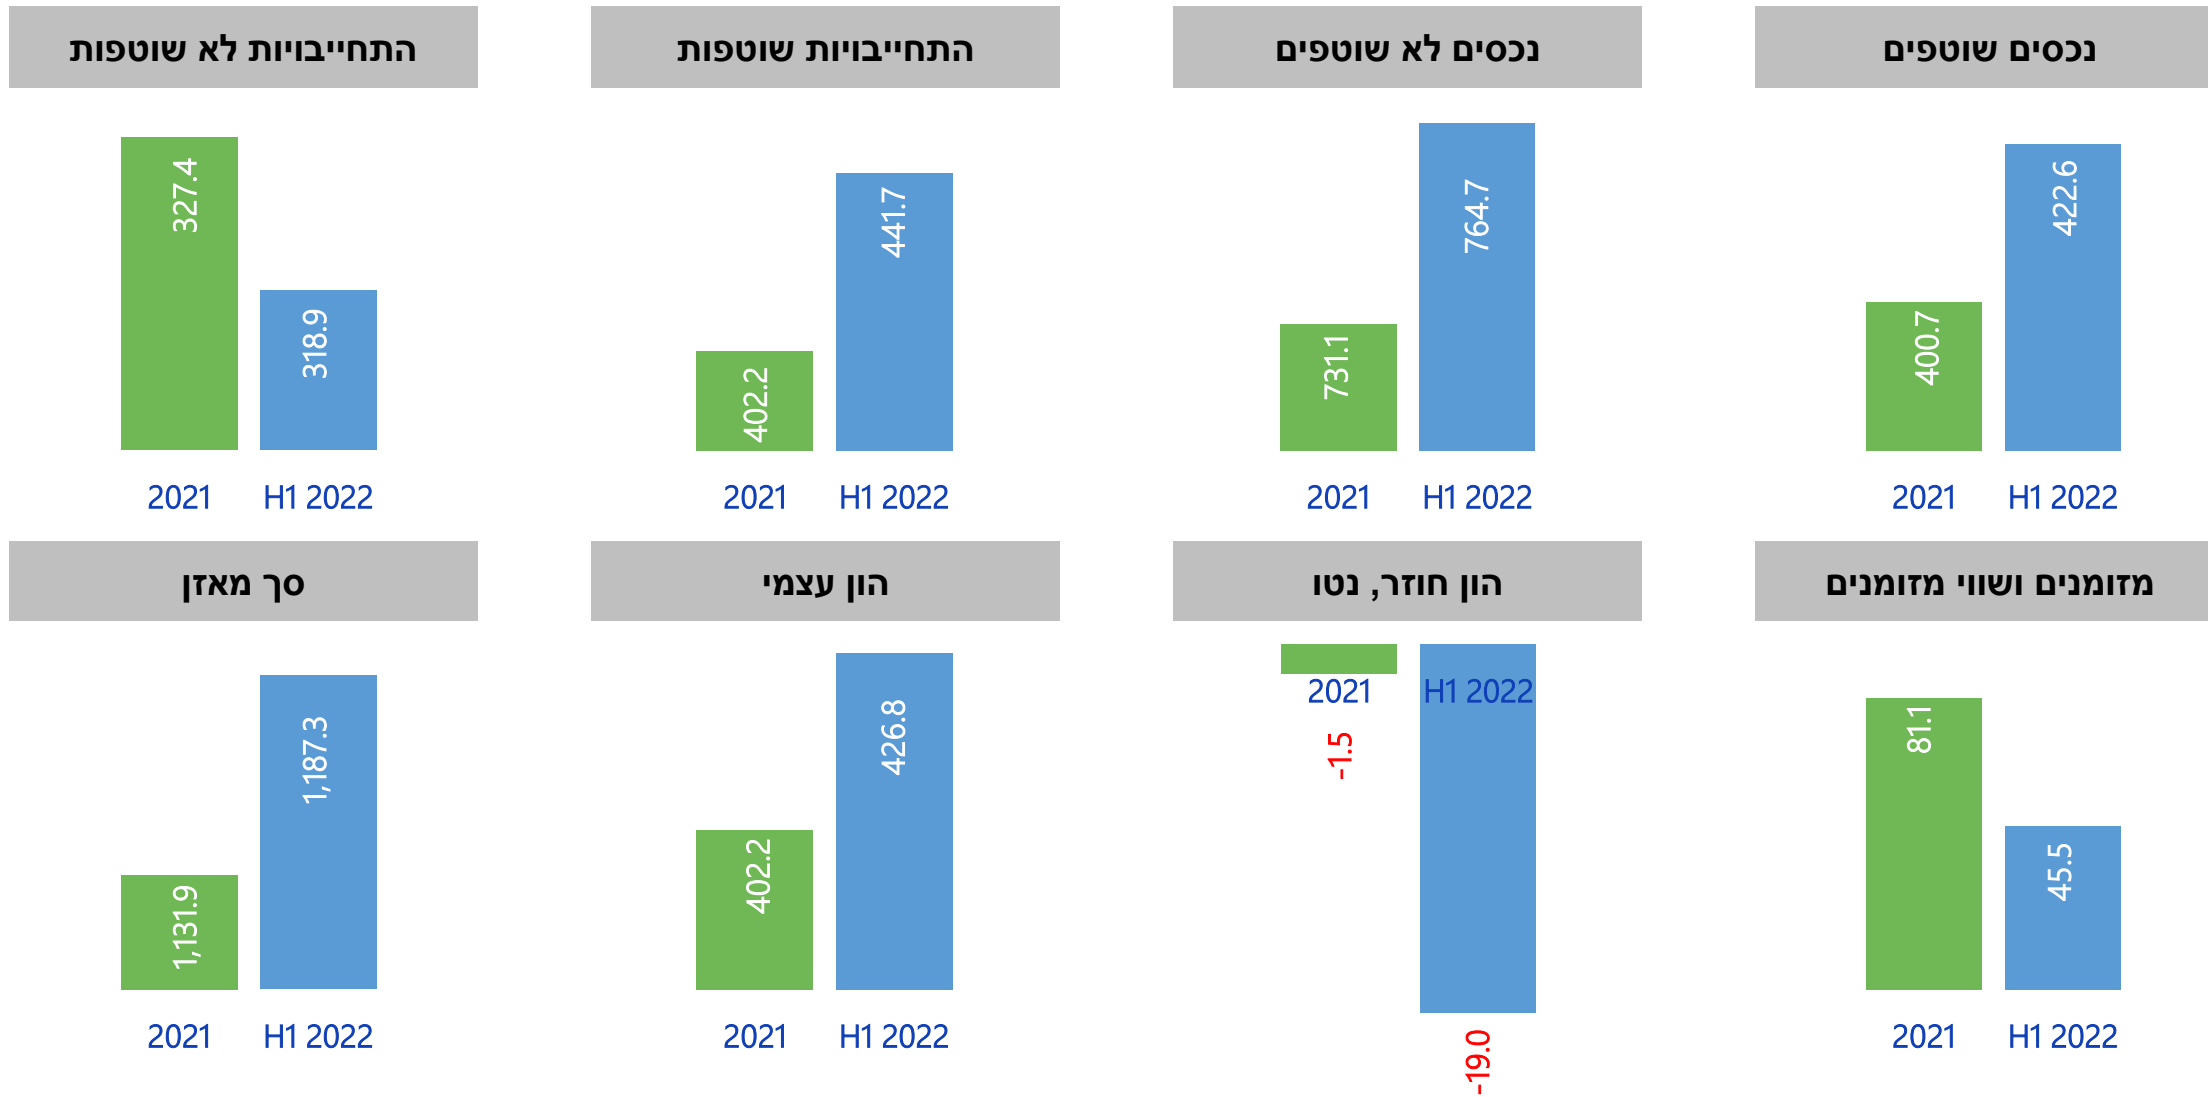 נכסים שוטפים
400.7
422.6
2021
H1 2022
נכסים לא שוטפים
731.1
764.7
2021
H1 2022
התחייבויות שוטפות
402.2
441.7
2021
H1 2022
התחייבויות לא שוטפות
327.4
318.9
2021
H1 2022
מזומנים ושווי מזומנים
81.1
45.5
2021
H1 2022
הון חוזר, נטו
2021
H1 2022
-1.5
-19.0
הון עצמי
402.2
426.8
2021
H1 2022
סך מאזן
1,131.9
1,187.3
2021
H1 2022